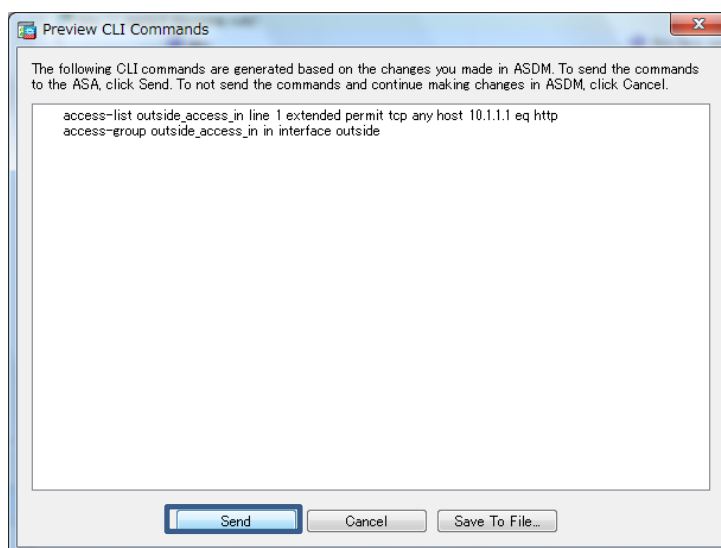 Preview CLI Commands
The following CLI commands are generated based on the changes you made in ASDM. To send the commands
to the ASA, click Send. To not send the commands and continue making changes in ASDM, click Cancel.
access-list outside_access_in line 1 extended permit tcp any host 10.1.1.1 eq http
access-group outside_access_in in interface outside
Send Cancel Save To File...